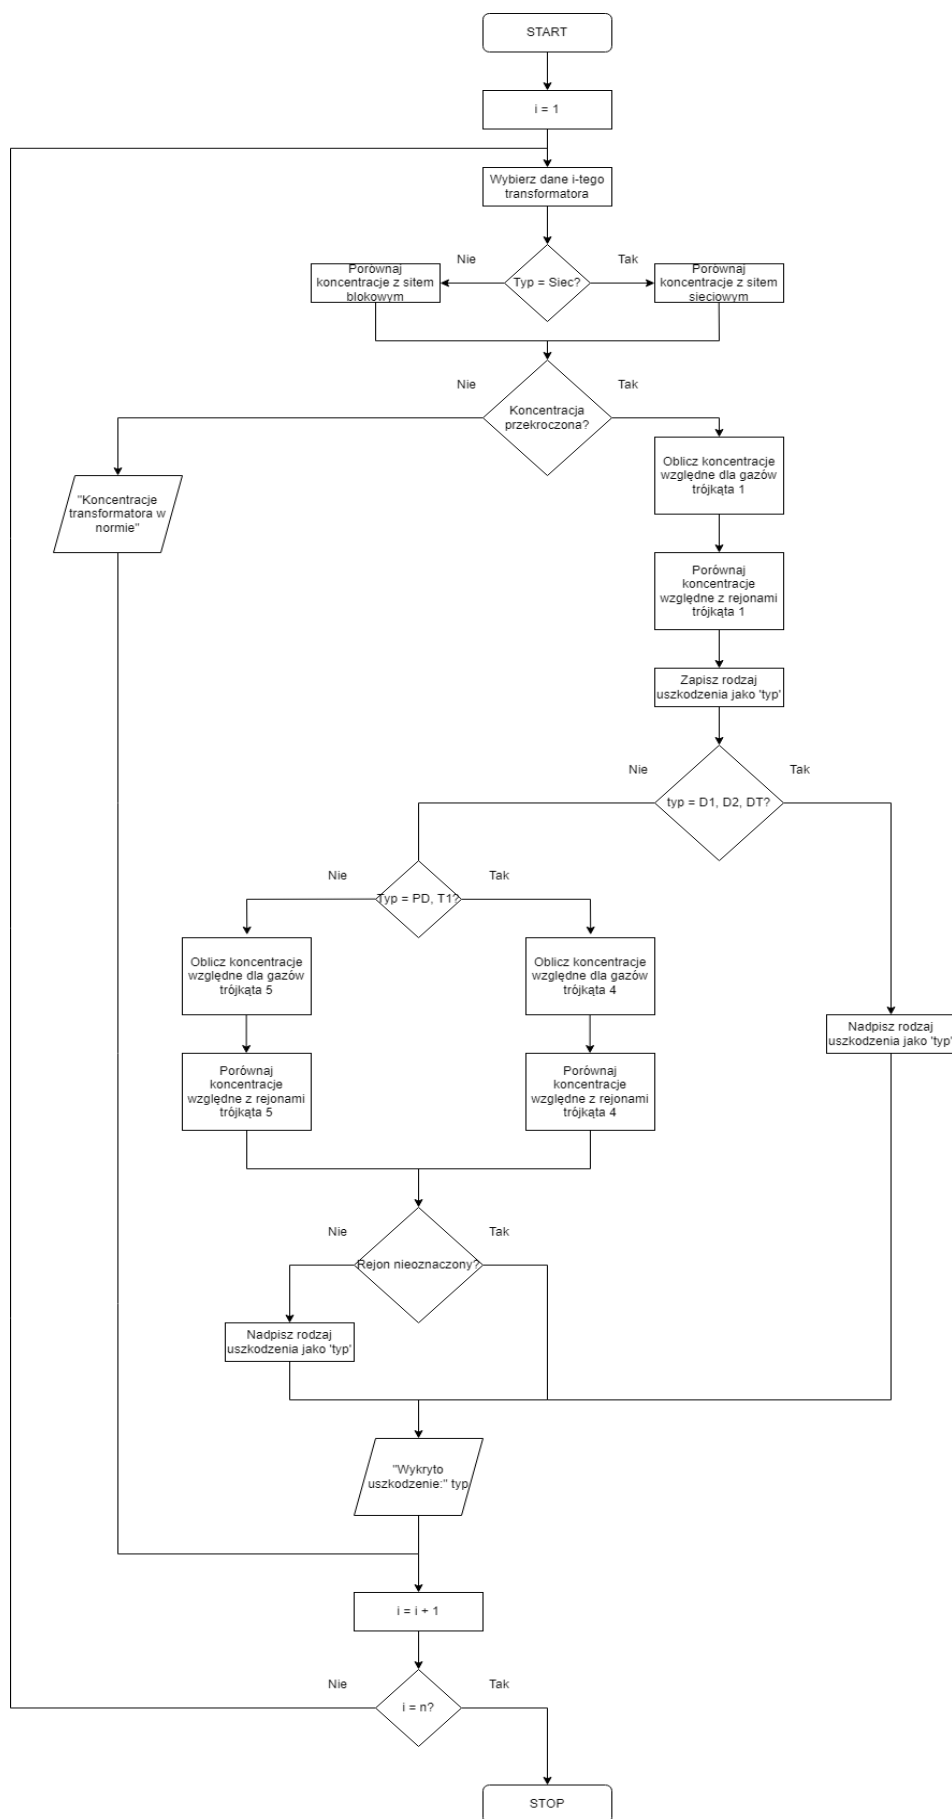 START
i = 1
Wybierz dane i-tego
transformatora
Nie
Tak
Porównaj
koncentracje z sitem
blokowym
Typ = Siec?
Porównaj
koncentracje z sitem
sieciowym
Nie
Tak
Koncentracja
przekroczona?
"Koncentracje
transformatora w
normie"
Oblicz koncentracje
względne dla gazów
trójkąta 1
Porównaj
koncentracje
względne z rejonami
trójkąta 1
Zapisz rodzaj
uszkodzenia jako 'typ'
Nie
Tak
typ = D1, D2, DT?
Nie
Tak
Typ = PD, T1?
Oblicz koncentracje
względne dla gazów
trójkąta 5
Oblicz koncentracje
względne dla gazów
trójkąta 4
Nadpisz rodzaj
uszkodzenia jako 'typ'
Porównaj
koncentracje
względne z rejonami
trójkąta 5
Porównaj
koncentracje
względne z rejonami
trójkąta 4
Nie
Tak
Rejon nieoznaczony?
Nadpisz rodzaj
uszkodzenia jako 'typ'
"Wykryto
uszkodzenie:" typ
i = i + 1
Nie
Tak
i = n?
STOP